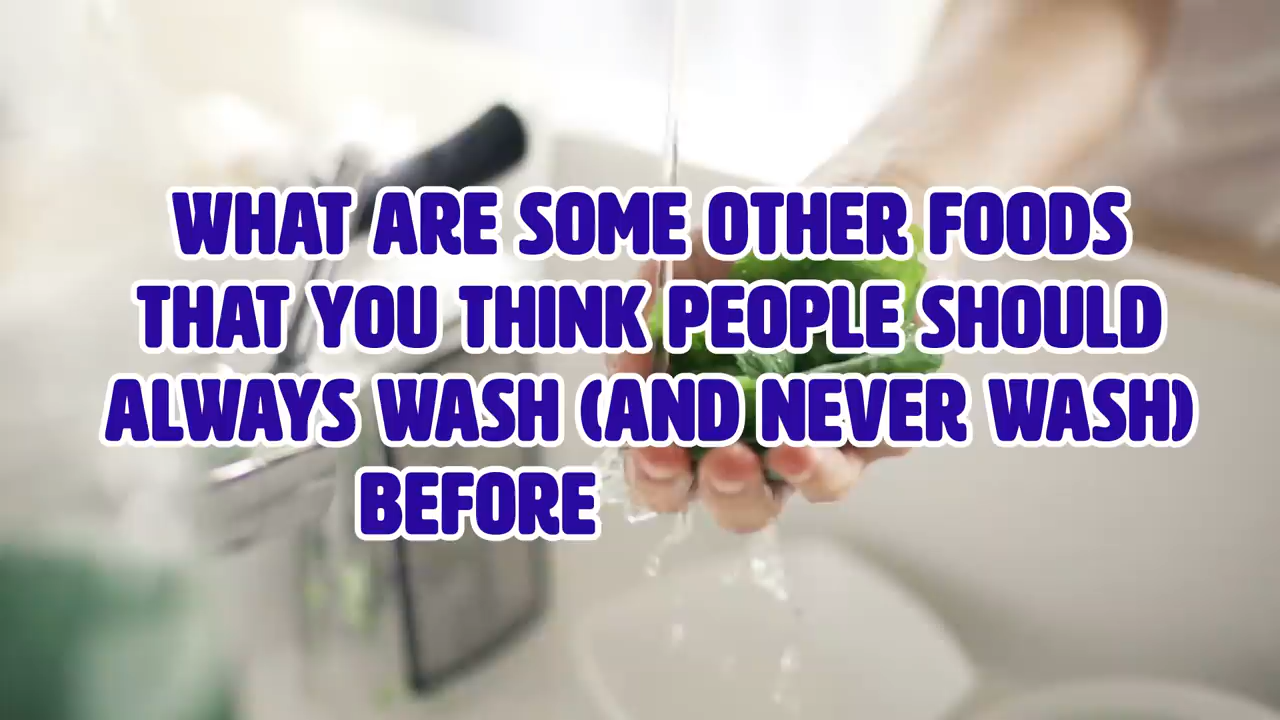 WHAT ARE SOME OTHER FOODS
THAT YOU THINK PEOPLE SHOULD
ALWAYS WASH (AND NEVER WASH)
BEFORE